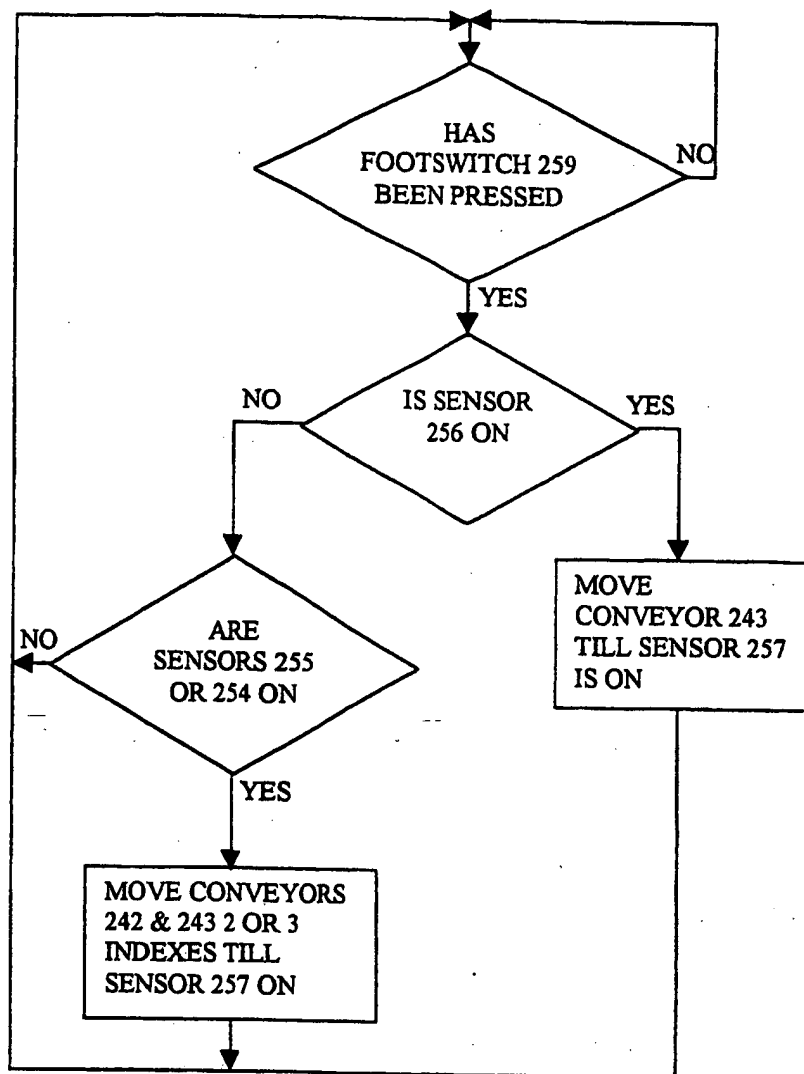 HAS
FOOTSWITCH 259
BEEN PRESSED
NO
YES
IS SENSOR
256 ON
NO
YES
ARE
SENSORS 255
OR 254 ON
NO
YES
MOVE
CONVEYOR 243
TILL SENSOR 257
IS ON
MOVE CONVEYORS
242 & 243 2 OR 3
INDEXES TILL
SENSOR 257 ON